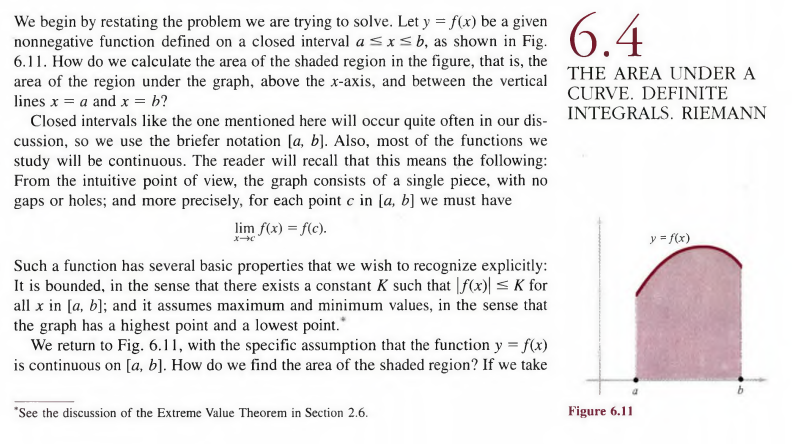 We begin by restating the problem we are trying to solve. Let y = f(x) be a given
nonnegative function defined on a closed interval a ≤ x ≤ b, as shown in Fig.
6.11. How do we calculate the area of the shaded region in the figure, that is, the
area of the region under the graph, above the x-axis, and between the vertical
lines x = a and x = b?
Closed intervals like the one mentioned here will occur quite often in our dis-
cussion, so we use the briefer notation [a, b]. Also, most of the functions we
study will be continuous. The reader will recall that this means the following:
From the intuitive point of view, the graph consists of a single piece, with no
gaps or holes; and more precisely, for each point c in [a, b] we must have
lim f(x) = f(c).
x→c
Such a function has several basic properties that we wish to recognize explicitly:
It is bounded, in the sense that there exists a constant K such that |f(x)| ≤ K for
all x in [a, b]; and it assumes maximum and minimum values, in the sense that
the graph has a highest point and a lowest point.*
We return to Fig. 6.11, with the specific assumption that the function y = f(x)
is continuous on [a, b]. How do we find the area of the shaded region? If we take
*See the discussion of the Extreme Value Theorem in Section 2.6.
6.4
THE AREA UNDER A
CURVE. DEFINITE
INTEGRALS. RIEMANN
y = f(x)
a
b
Figure 6.11